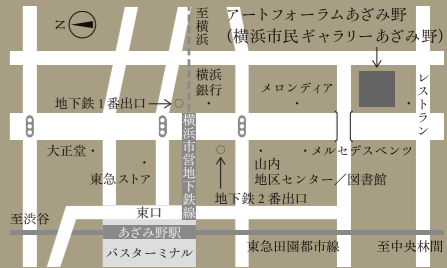 Z
至横浜
アートフォーラムあざみ野
(横浜市民ギャラリーあざみ野)
横浜
銀行
メロンディア
レストラン
地下鉄1番出口
横浜市営地下鉄線
大正堂
メルセデスベンツ
東急ストア
山内
地区センター/図書館
地下鉄2番出口
至渋谷
東口
あざみ野駅
バスターミナル
東急田園都市線
至中央林間